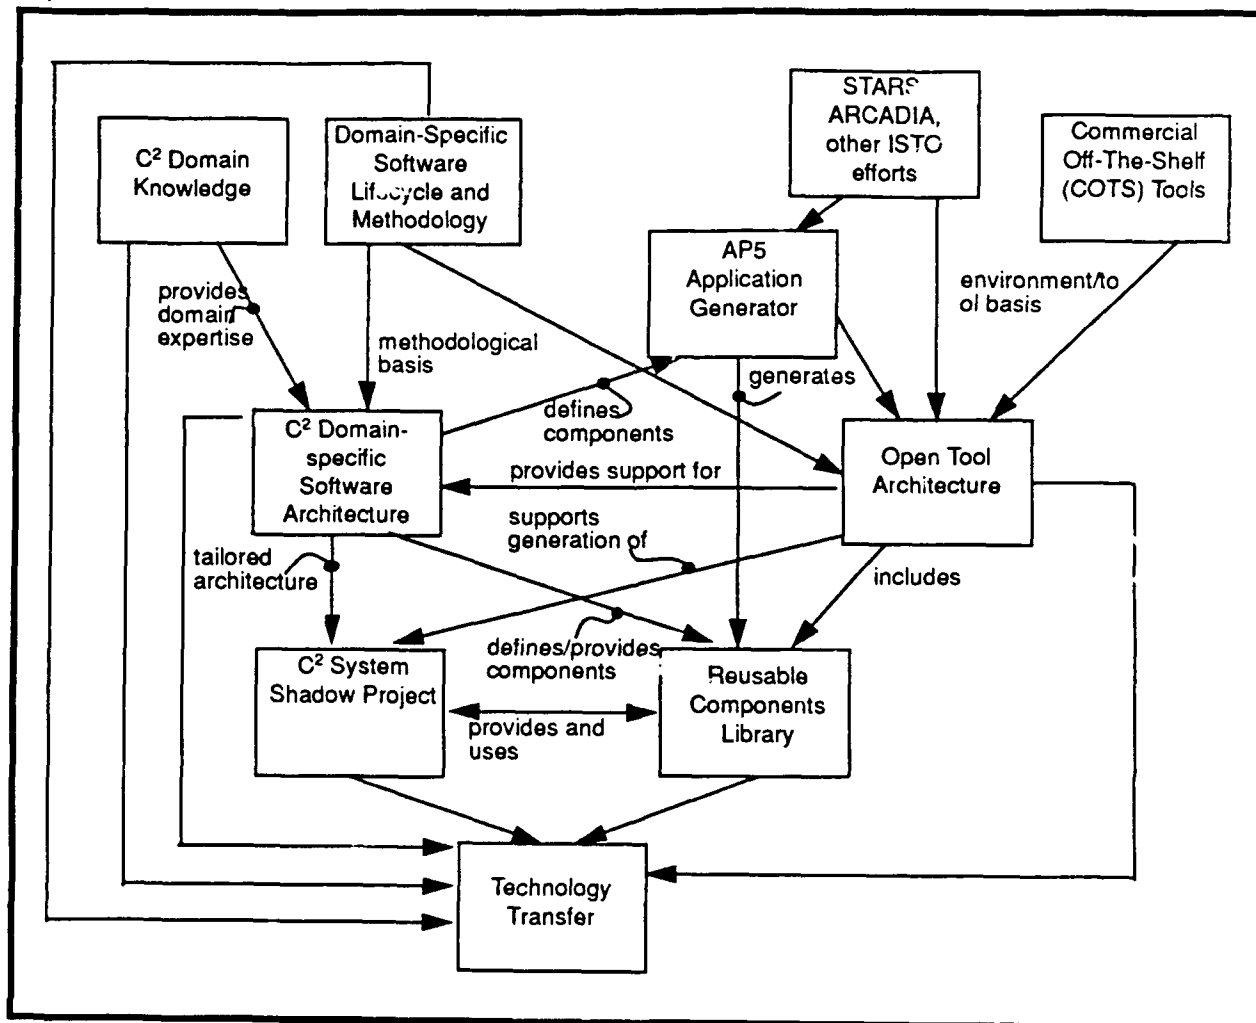 STARS
ARCADIA,
other ISTO
efforts
Commercial
Off-The-Shelf
(COTS) Tools
C² Domain
Knowledge
Domain-Specific
Software
Lifecycle and
Methodology
AP5
Application
Generator
environment/to
ol basis
provides
domain
expertise
methodological
basis
generates
defines
components
C² Domain-
specific
Software
Architecture
Open Tool
Architecture
provides support for
supports
generation of
tailored
architecture
includes
defines/provides
components
C² System
Shadow Project
Reusable
Components
Library
provides and
uses
Technology
Transfer